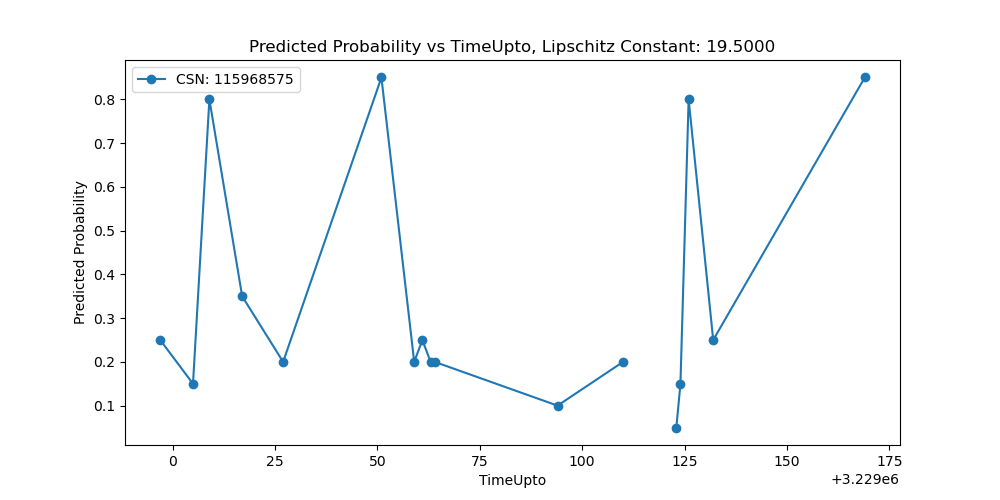 Predicted Probability vs TimeUpto, Lipschitz Constant: 19.5000
CSN: 115968575
Predicted Probability
0.8
0.7
0.6
0.5
0.4
0.3
0.2
0.1
0 25 50 75 100 125 150 175
TimeUpto
+3.229e6